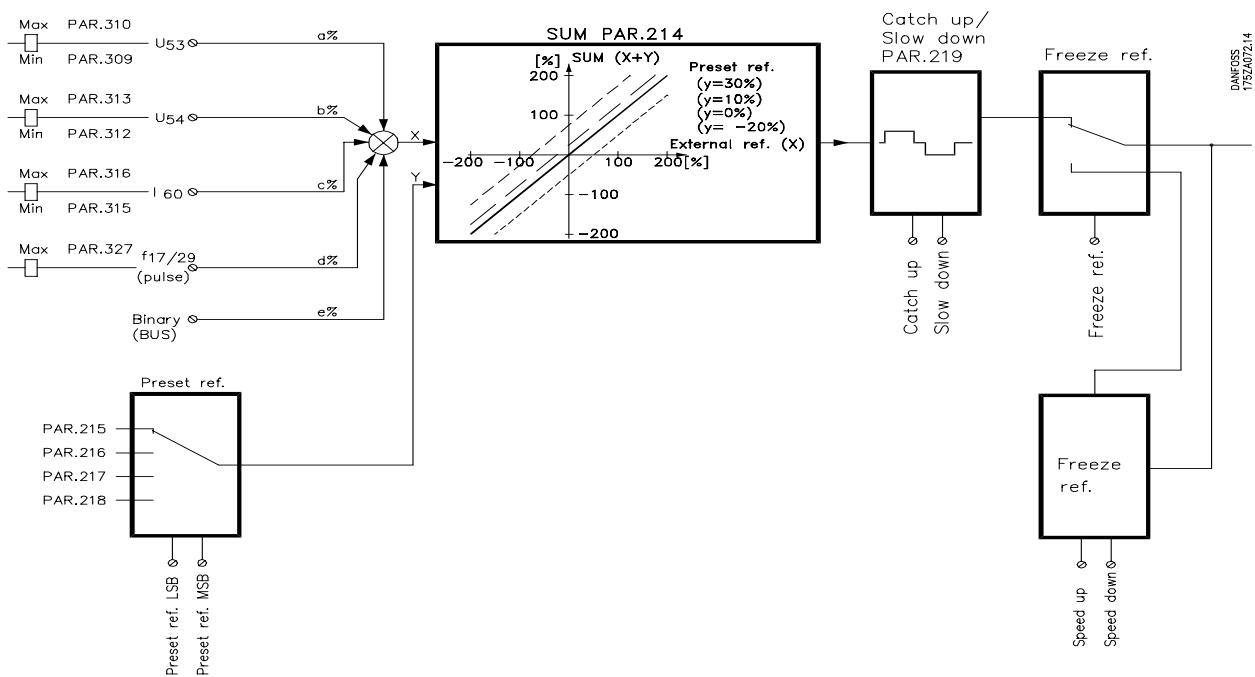 Max PAR.310
U53
a%
Min PAR.309
Max PAR.313
U54
b%
Min PAR.312
Max PAR.316
I 60
c%
Min PAR.315
Max PAR.327
f17/29
(pulse)
d%
Binary
(BUS)
e%
X
Y
SUM PAR.214
[%] SUM (X+Y)
200
100
-200 -100 100 200[%]
-100
-200
Preset ref.
(y=30%)
(y=10%)
(y=0%)
(y= -20%)
External ref. (X)
Catch up/
Slow down
PAR.219
Catch up
Slow down
Freeze ref.
Freeze ref.
DANFOSS
175ZA072.14
Preset ref.
PAR.215
PAR.216
PAR.217
PAR.218
Preset ref. LSB
Preset ref. MSB
Freeze
ref.
Speed up
Speed down